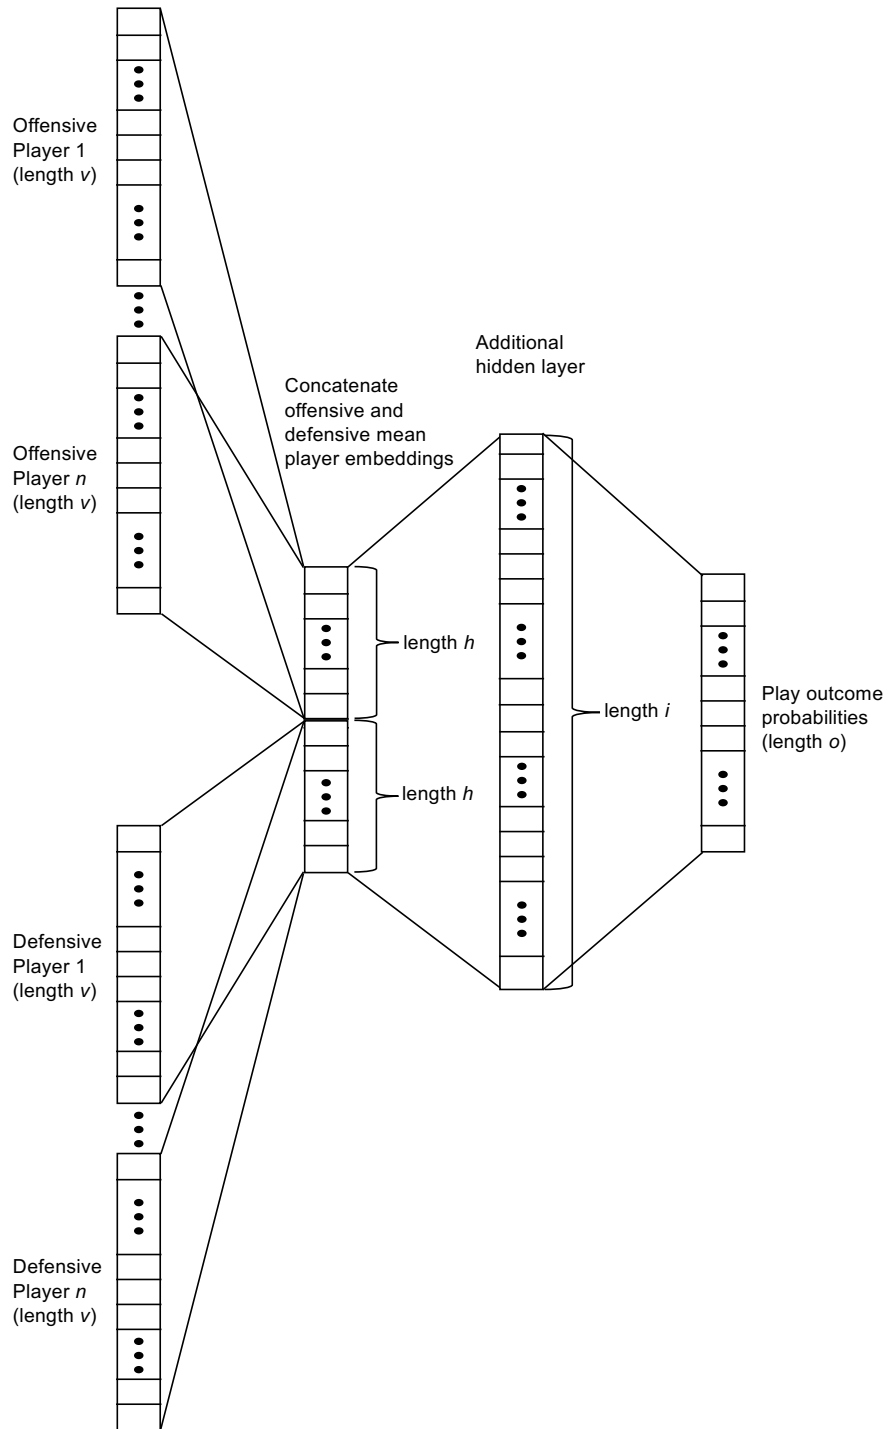 Offensive
Player 1
(length v)
Offensive
Player n
(length v)
Concatenate
offensive and
defensive mean
player embeddings
Additional
hidden layer
length h
length h
length i
Play outcome
probabilities
(length o)
Defensive
Player 1
(length v)
Defensive
Player n
(length v)